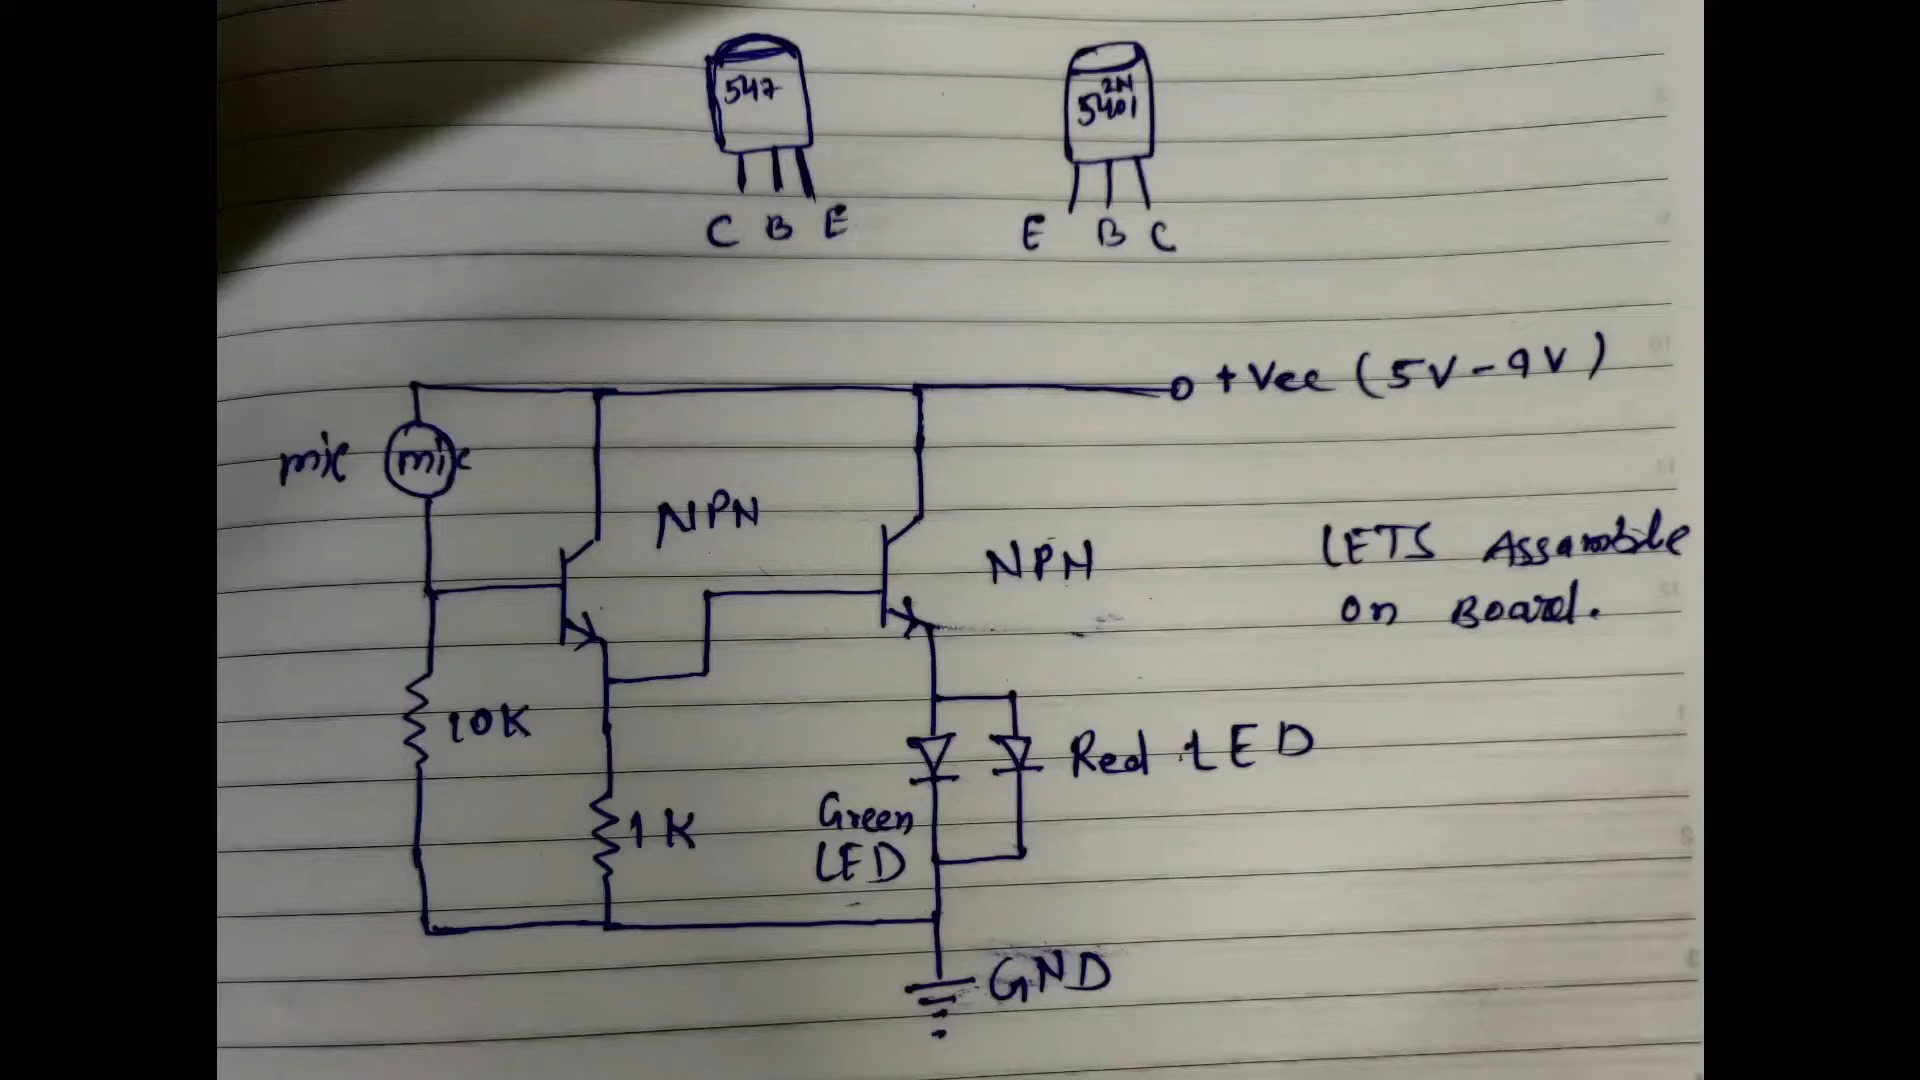 547
2N
5401
C B E
E B C
+Vcc (5V-9V)
mic
mic
NPN
NPN
LETS Assamble
on Board.
10K
Red LED
1K
Green
LED
GND